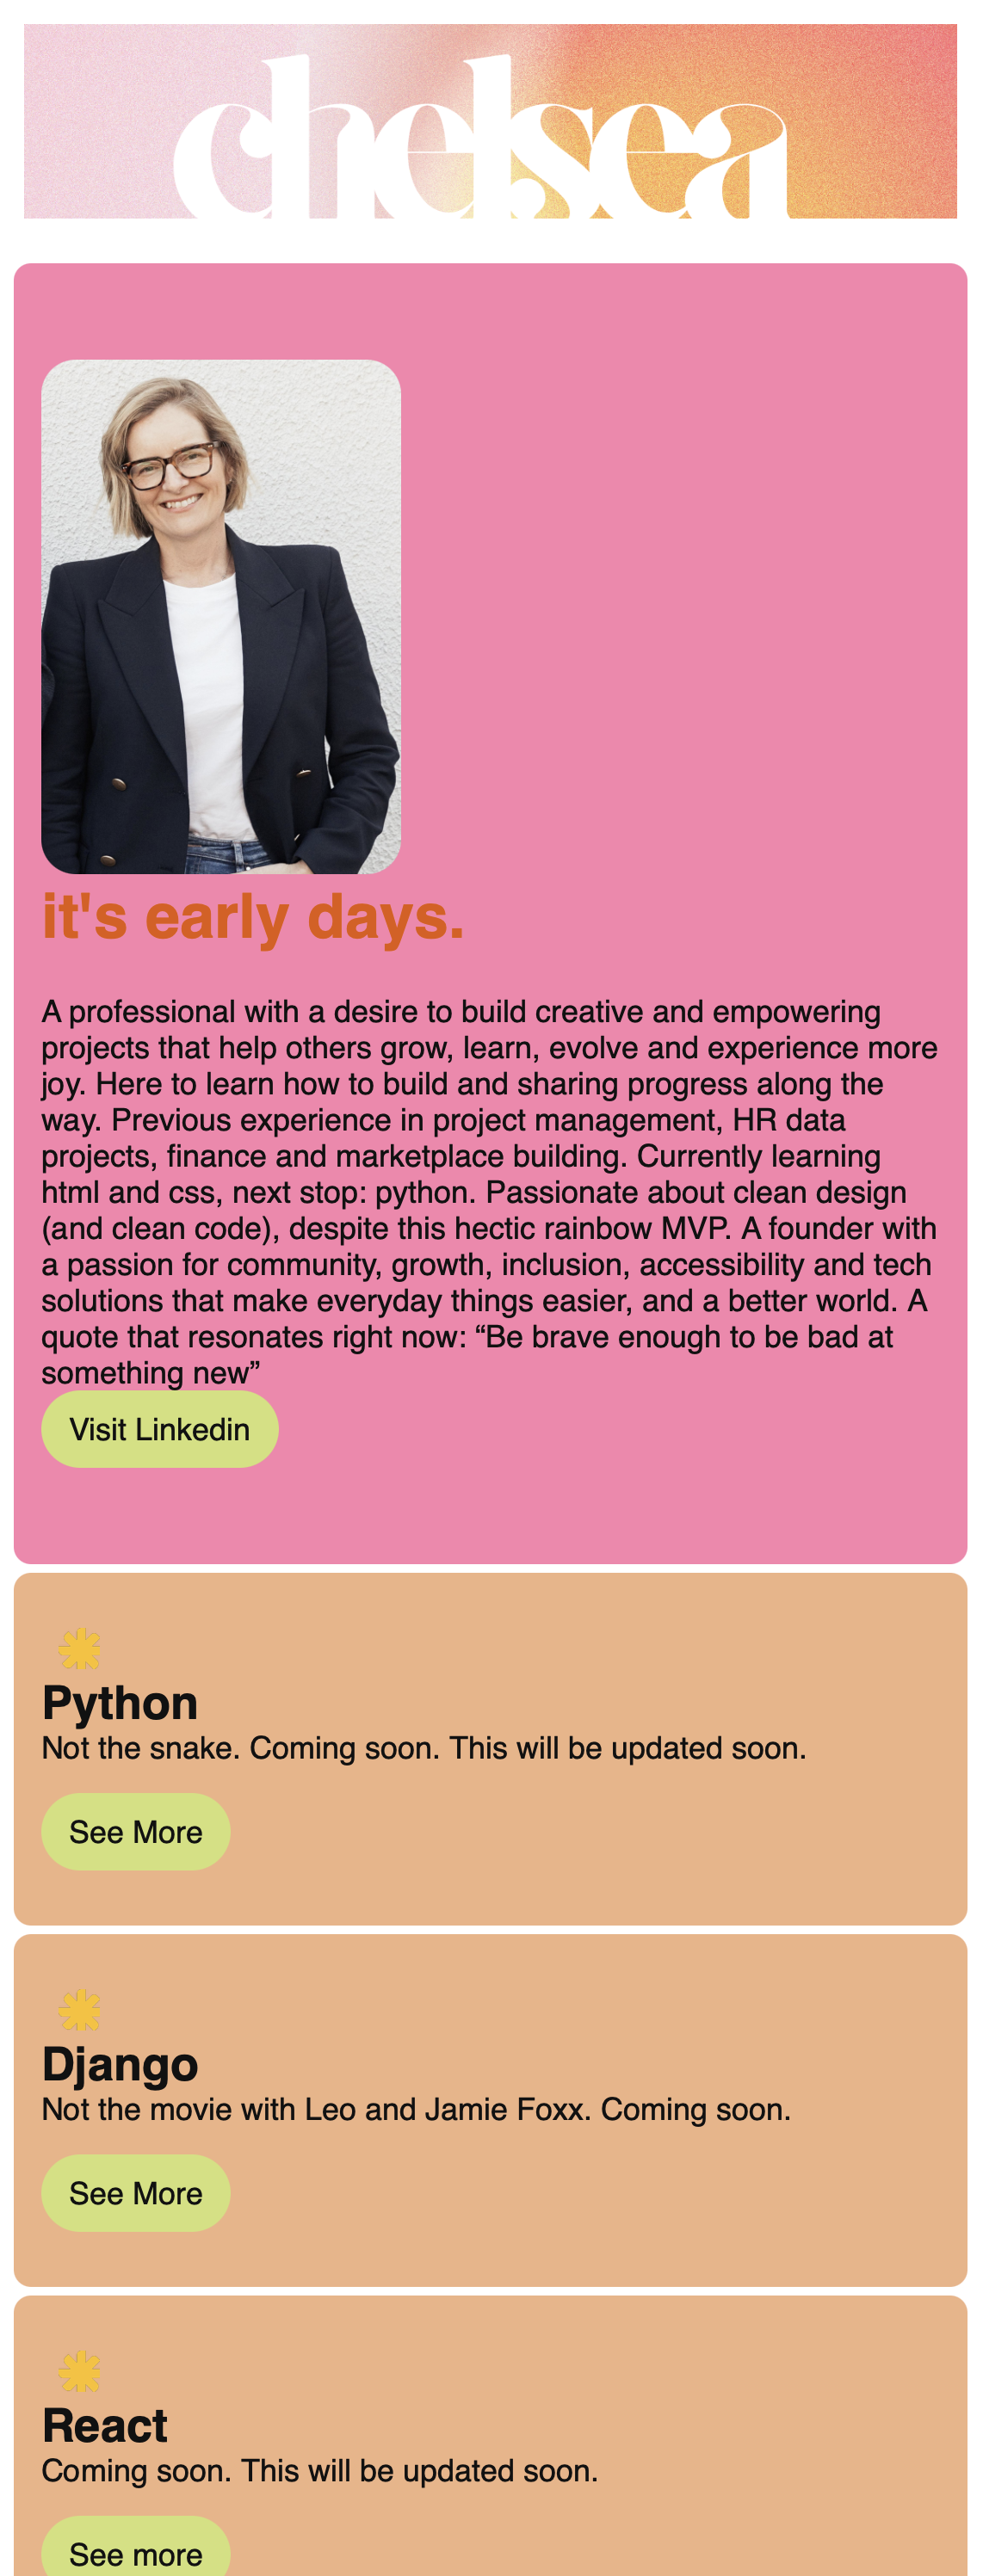 chelsea
it's early days.
A professional with a desire to build creative and empowering
projects that help others grow, learn, evolve and experience more
joy. Here to learn how to build and sharing progress along the
way. Previous experience in project management, HR data
projects, finance and marketplace building. Currently learning
html and css, next stop: python. Passionate about clean design
(and clean code), despite this hectic rainbow MVP. A founder with
a passion for community, growth, inclusion, accessibility and tech
solutions that make everyday things easier, and a better world. A
quote that resonates right now: “Be brave enough to be bad at
something new”
Visit Linkedin
Python
Not the snake. Coming soon. This will be updated soon.
See More
Django
Not the movie with Leo and Jamie Foxx. Coming soon.
See More
React
Coming soon. This will be updated soon.
See more